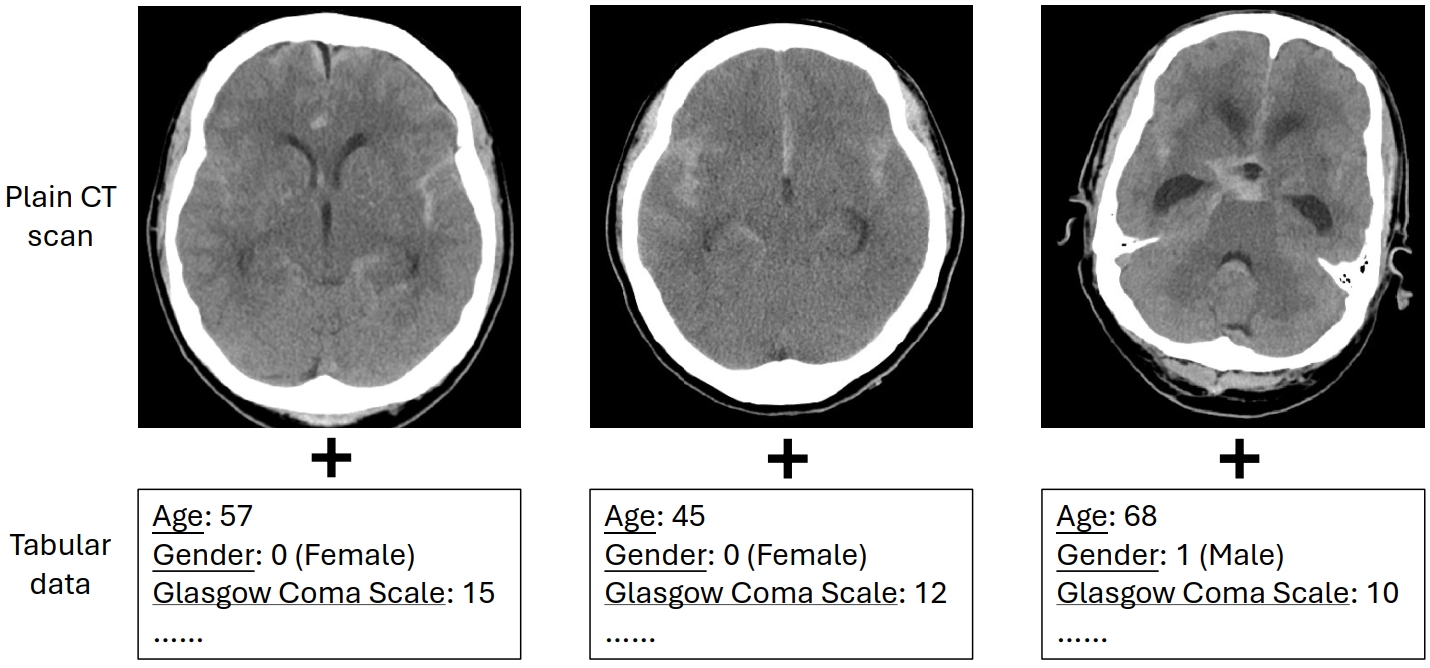 Plain CT
scan
+
+
+
Tabular
data
Age: 57
Gender: 0 (Female)
Glasgow Coma Scale: 15
......
Age: 45
Gender: 0 (Female)
Glasgow Coma Scale: 12
......
Age: 68
Gender: 1 (Male)
Glasgow Coma Scale: 10
......